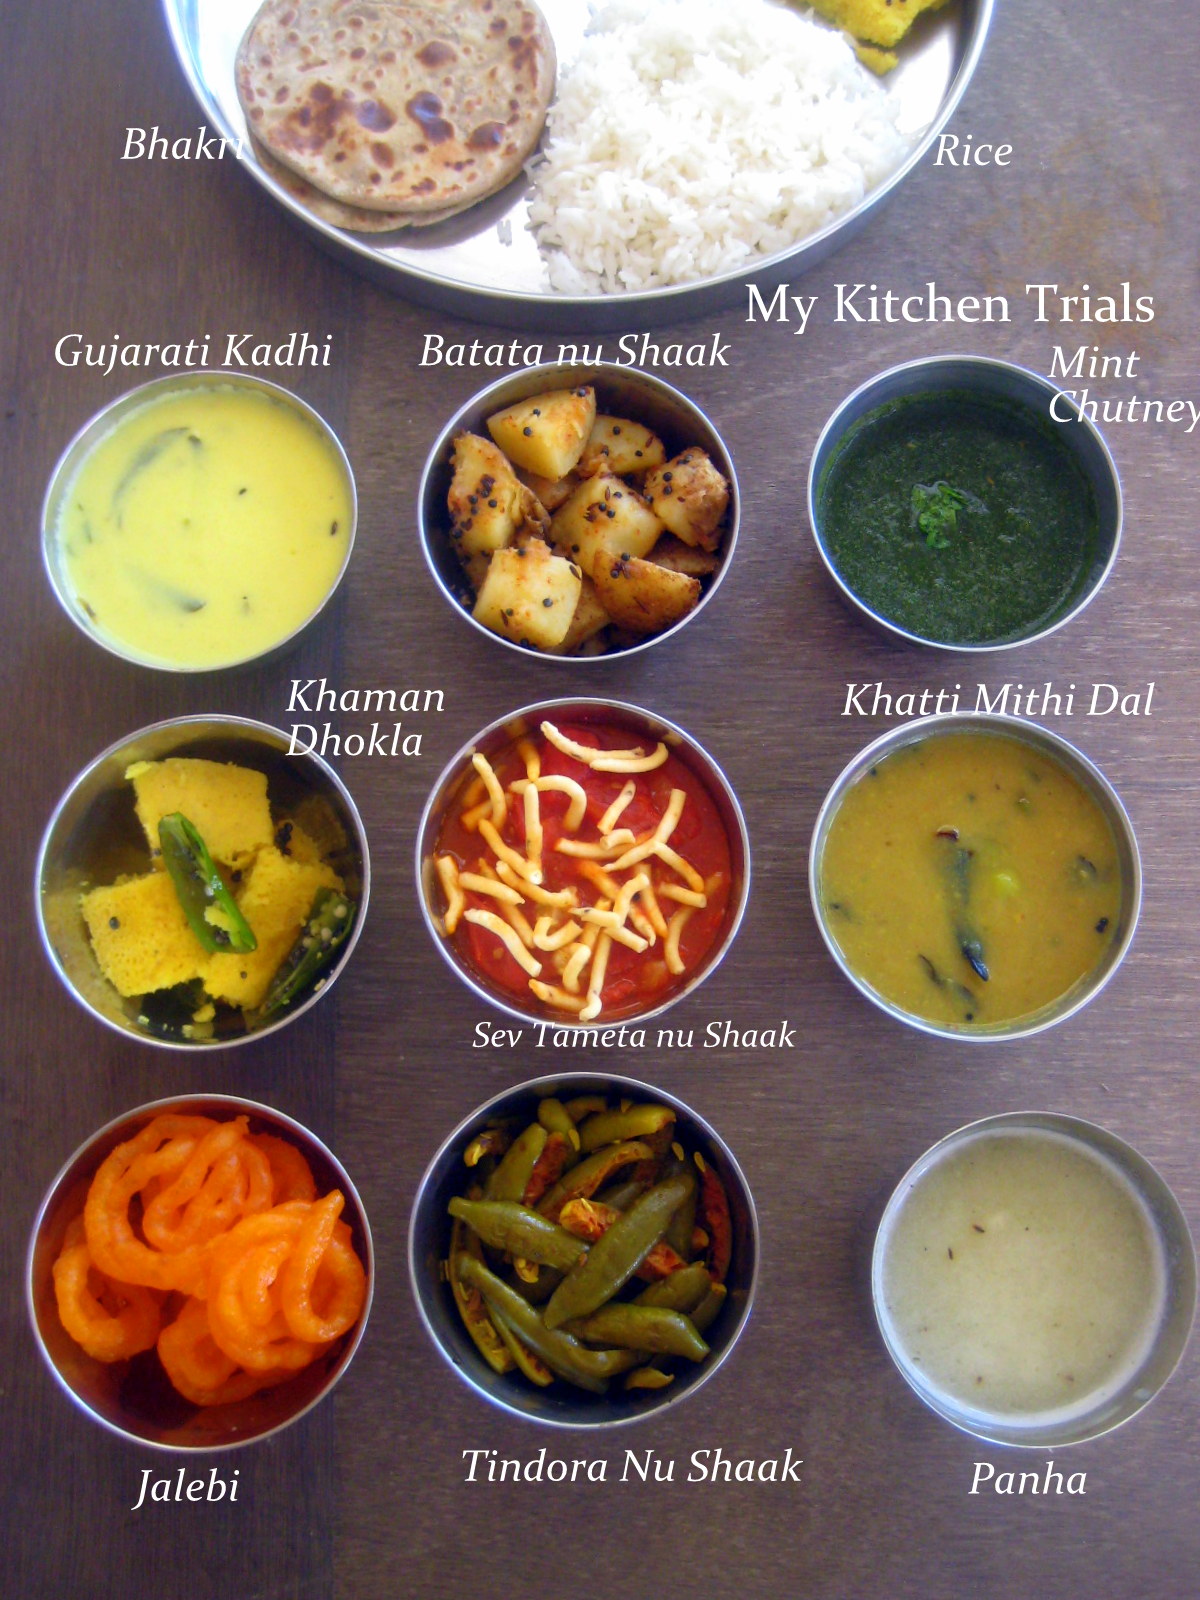 Bhakri
Rice
My Kitchen Trials
Gujarati Kadhi
Batata nu Shaak
Mint
Chutney
Khaman
Dhokla
Khatti Mithi Dal
Sev Tameta nu Shaak
Jalebi
Tindora Nu Shaak
Panha